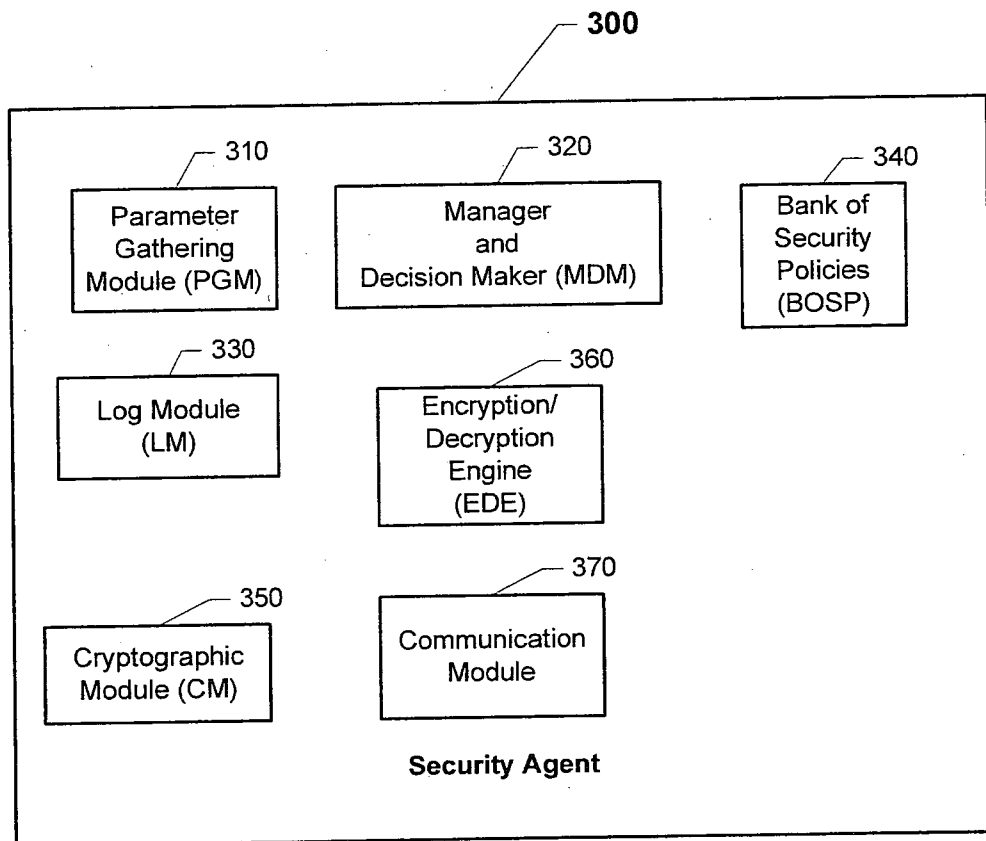 300
310
Parameter
Gathering
Module (PGM)
320
Manager
and
Decision Maker (MDM)
340
Bank of
Security
Policies
(BOSP)
330
Log Module
(LM)
360
Encryption/
Decryption
Engine
(EDE)
350
Cryptographic
Module (CM)
370
Communication
Module
Security Agent